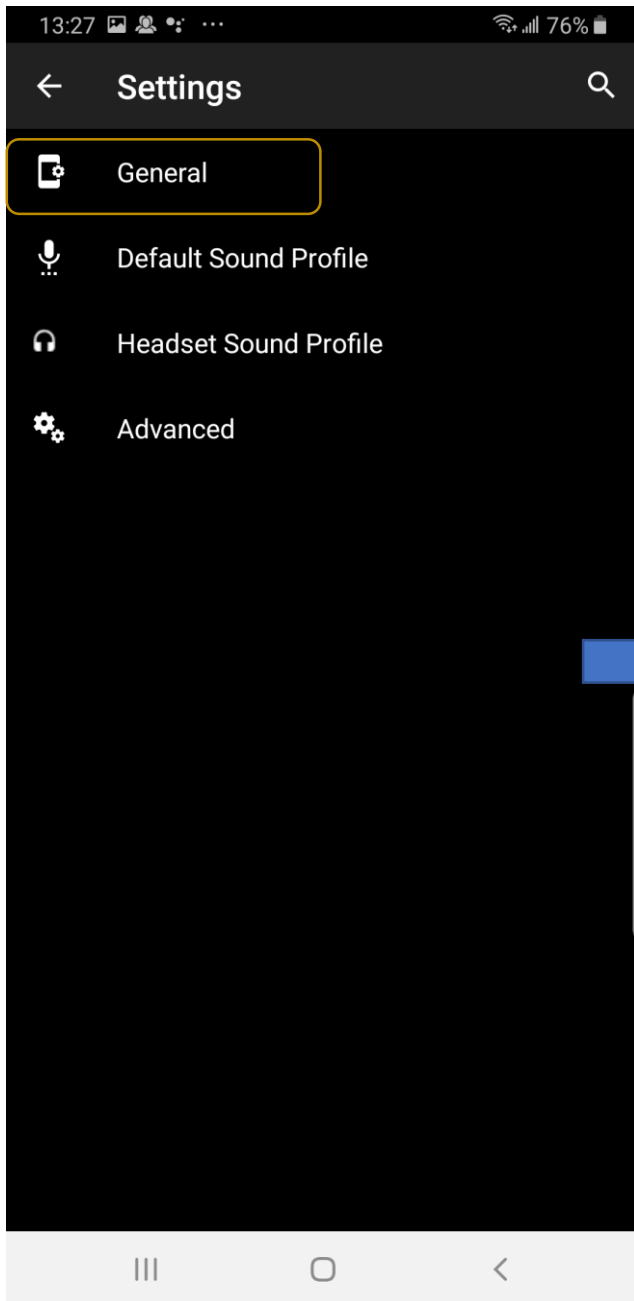 13:27 76%
Settings
General
Default Sound Profile
Headset Sound Profile
Advanced